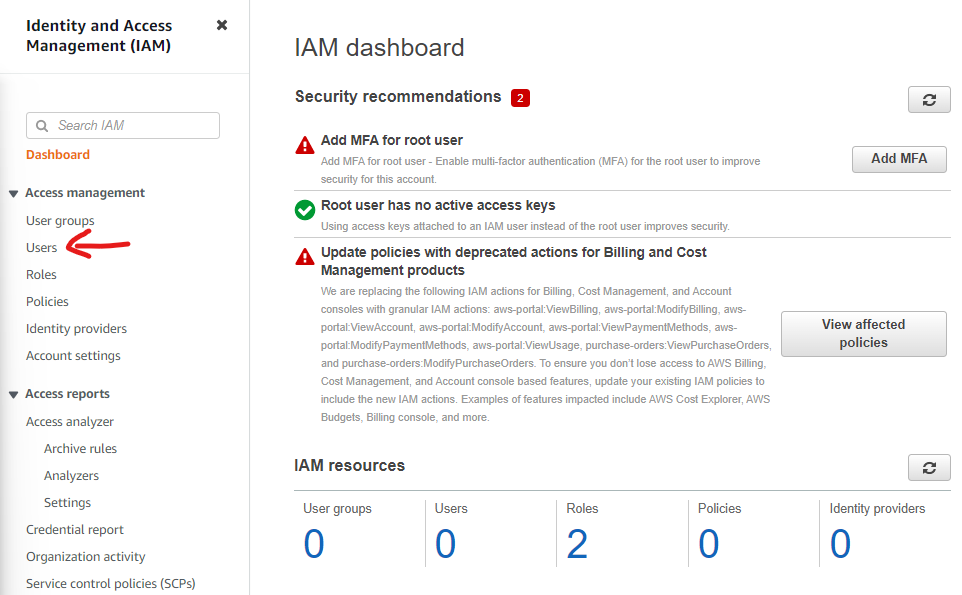 Identity and Access
Management (IAM)
Search IAM
Dashboard
Access management
User groups
Users
Roles
Policies
Identity providers
Account settings
Access reports
Access analyzer
Archive rules
Analyzers
Settings
Credential report
Organization activity
Service control policies (SCPs)
IAM dashboard
Security recommendations 2
Add MFA for root user
Add MFA for root user - Enable multi-factor authentication (MFA) for the root user to improve
security for this account.
Add MFA
Root user has no active access keys
Using access keys attached to an IAM user instead of the root user improves security.
Update policies with deprecated actions for Billing and Cost
Management products
We are replacing the following IAM actions for Billing, Cost Management, and Account
consoles with granular IAM actions: aws-portal:ViewBilling, aws-portal:ModifyBilling, aws-
portal:ViewAccount, aws-portal:ModifyAccount, aws-portal:ViewPaymentMethods, aws-
portal:ModifyPaymentMethods, aws-portal:ViewUsage, purchase-orders:ViewPurchaseOrders,
and purchase-orders:ModifyPurchaseOrders. To ensure you don't lose access to AWS Billing,
Cost Management, and Account console based features, update your existing IAM policies to
include the new IAM actions. Examples of features impacted include AWS Cost Explorer, AWS
Budgets, Billing console, and more.
View affected
policies
IAM resources
User groups
0
Users
0
Roles
2
Policies
0
Identity providers
0